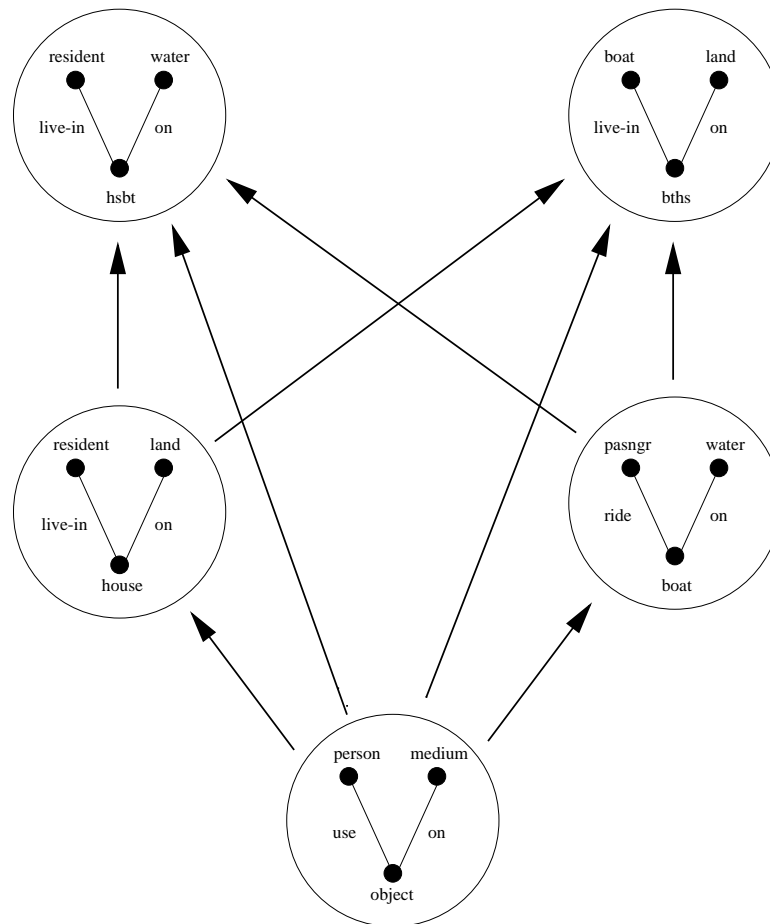 resident water
live-in on
hsbt
boat land
live-in on
bths
resident land
live-in on
house
pasngr water
ride on
boat
person medium
use on
object